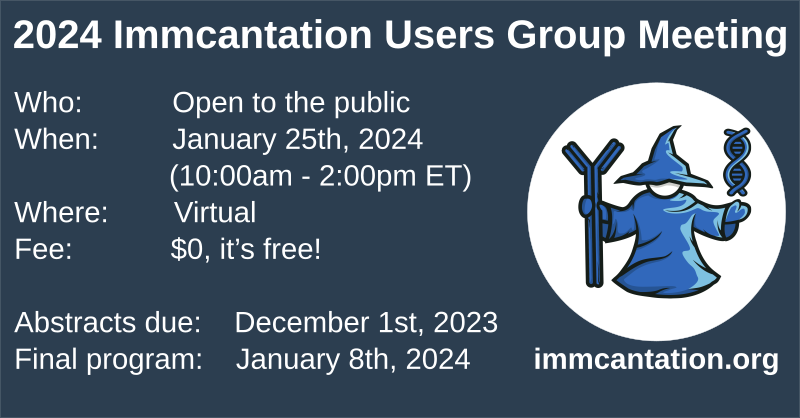 2024 Immcantation Users Group Meeting
Who: Open to the public
When: January 25th, 2024
(10:00am - 2:00pm ET)
Where: Virtual
Fee: $0, it’s free!
Abstracts due: December 1st, 2023
Final program: January 8th, 2024
immcantation.org